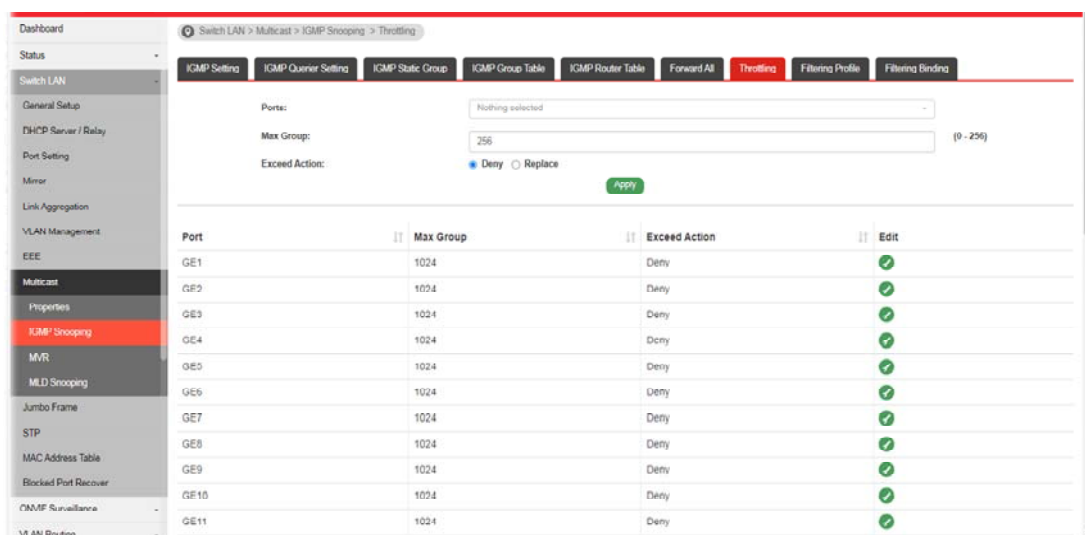 Dashboard
Switch LAN > Multicast > IGMP Snooping > Throttling
Status
IGMP Setting IGMP Querier Setting IGMP Static Group IGMP Group Table IGMP Router Table Forward All Throttling Filtering Profile Filtering Binding
Switch LAN
General Setup
DHCP Server / Relay
Port Setting
Mirror
Link Aggregation
VLAN Management
EEE
Multicast
Properties
IGMP Snooping
MVR
MLD Snooping
Jumbo Frame
STP
MAC Address Table
Blocked Port Recover
ONVIF Surveillance
VLAN Routing
Ports: Nothing selected
Max Group: 256 (0 - 256)
Exceed Action: Deny Replace
Apply
Port Max Group Exceed Action Edit
GE1 1024 Deny
GE2 1024 Deny
GE3 1024 Deny
GE4 1024 Deny
GE5 1024 Deny
GE6 1024 Deny
GE7 1024 Deny
GE8 1024 Deny
GE9 1024 Deny
GE10 1024 Deny
GE11 1024 Deny